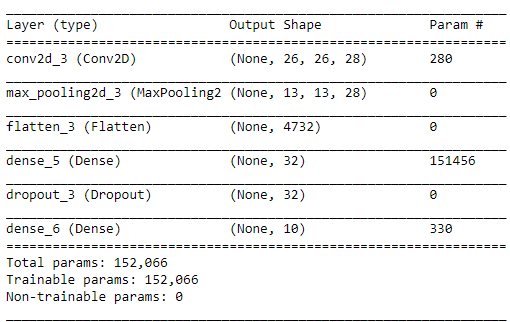 Layer (type) Output Shape Param #
conv2d_3 (Conv2D) (None, 26, 26, 28) 280
max_pooling2d_3 (MaxPooling2 (None, 13, 13, 28) 0
flatten_3 (Flatten) (None, 4732) 0
dense_5 (Dense) (None, 32) 151456
dropout_3 (Dropout) (None, 32) 0
dense_6 (Dense) (None, 10) 330
Total params: 152,066
Trainable params: 152,066
Non-trainable params: 0